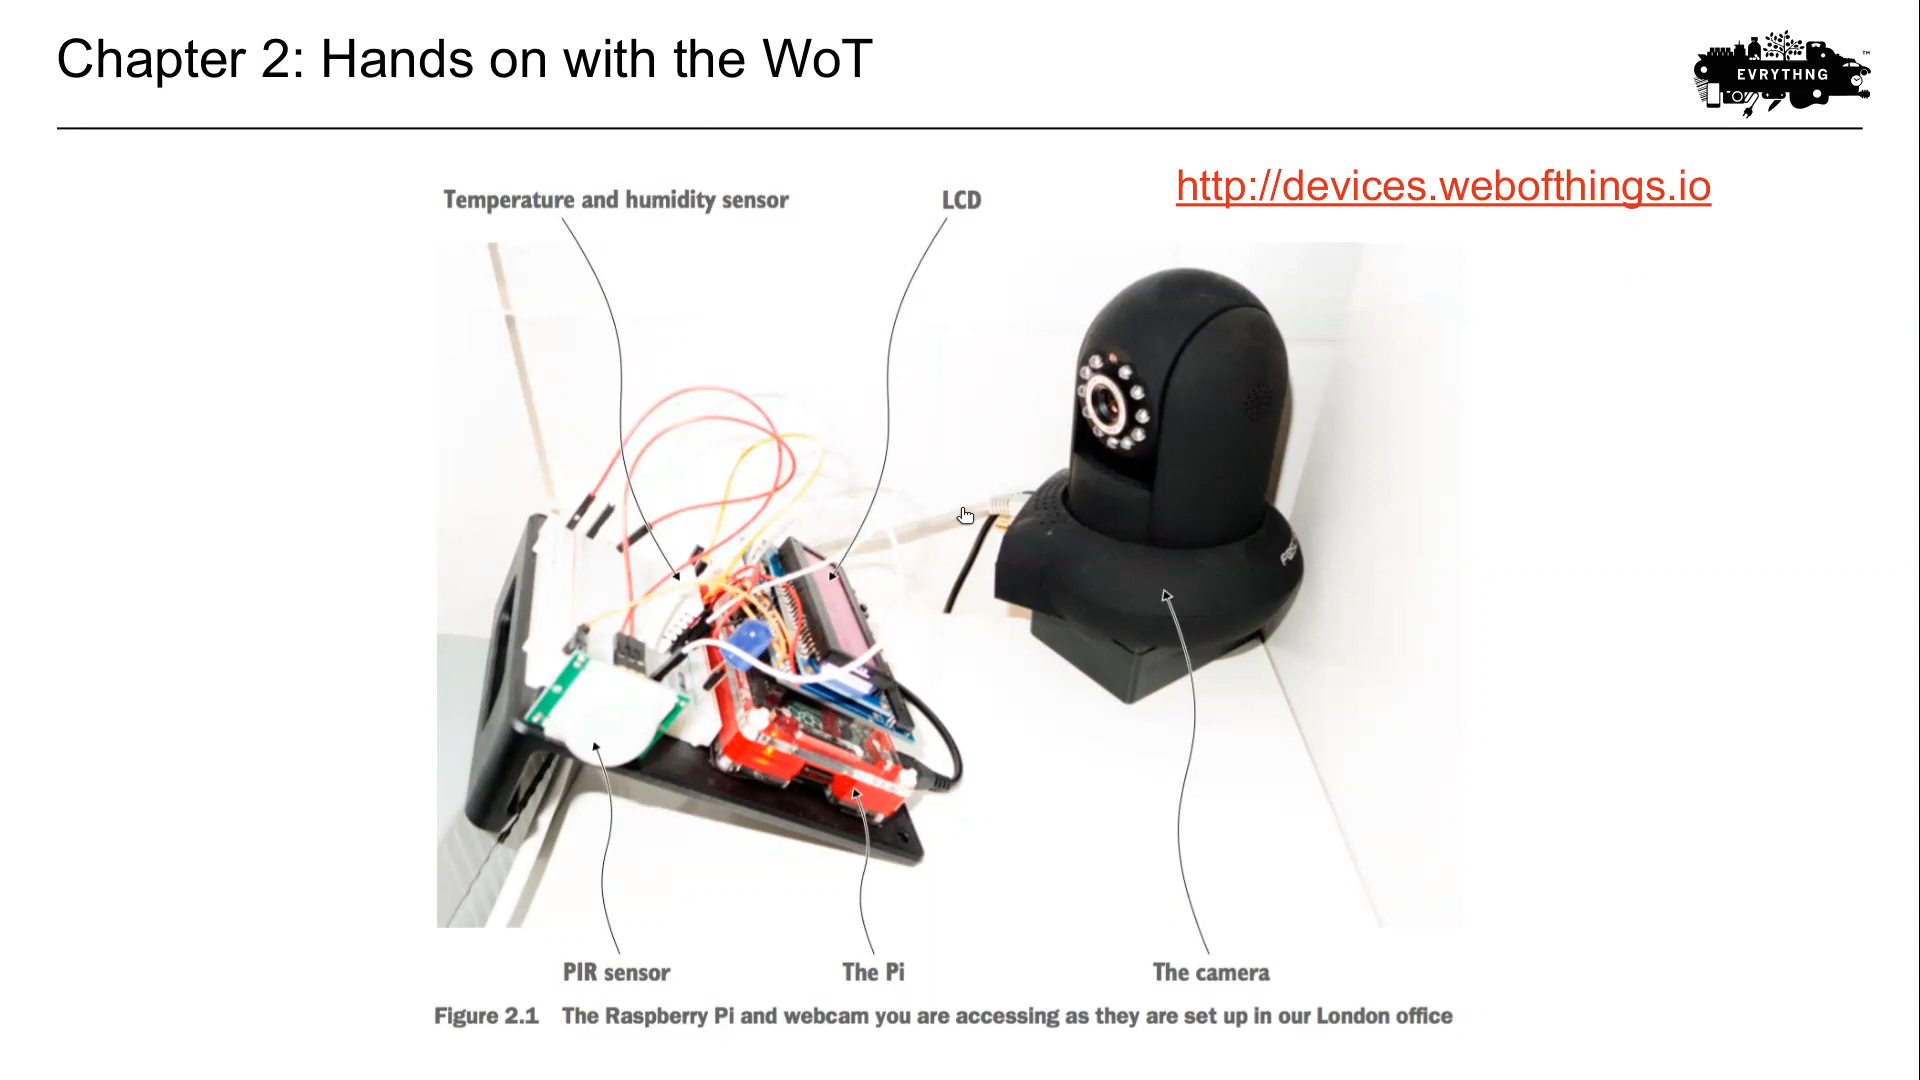 Chapter 2: Hands on with the WoT
EVRYTHNG
TM
http://devices.webofthings.io
Temperature and humidity sensor
LCD
PIR sensor
The Pi
The camera
Figure 2.1 The Raspberry Pi and webcam you are accessing as they are set up in our London office